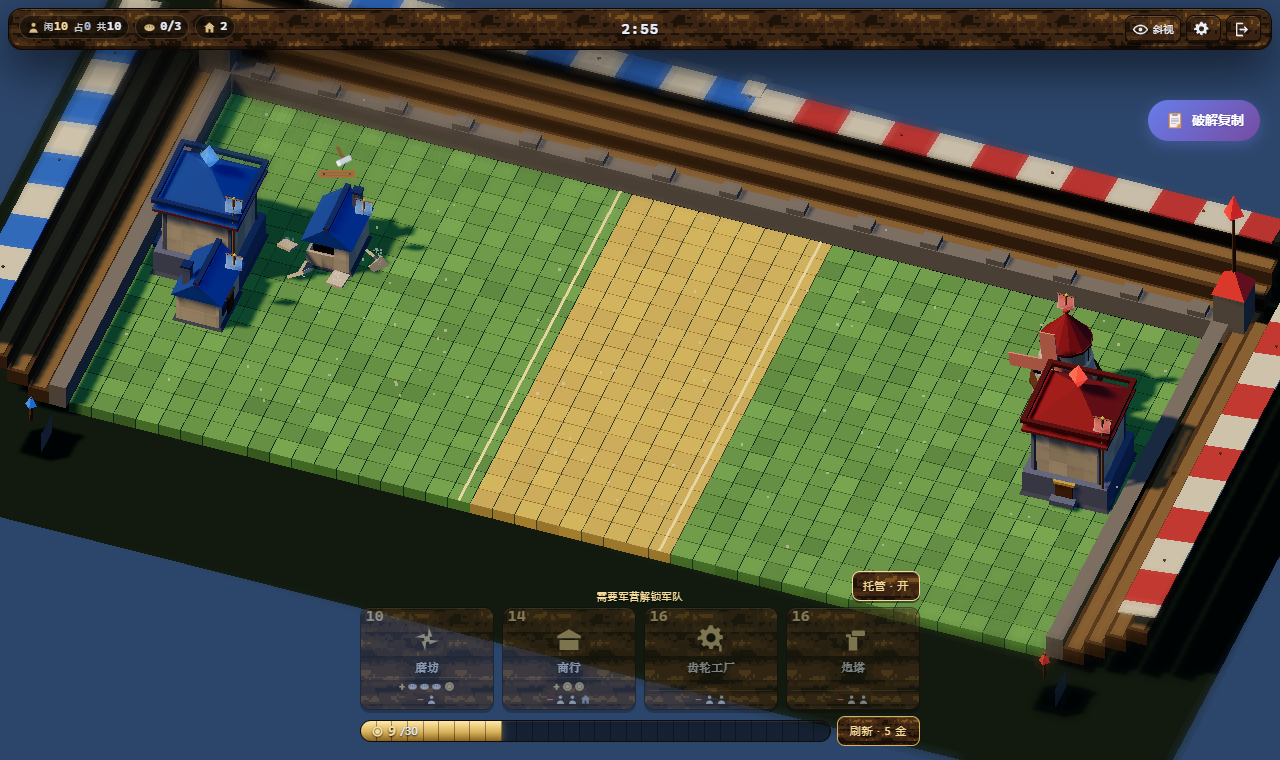 闲10 占0 共10
0/3
2
2:55
斜视
破解复制
托管 · 开
需要军营解锁军队
10
磨坊
14
商行
16
齿轮工厂
16
炮塔
9 /30
刷新 · 5 金